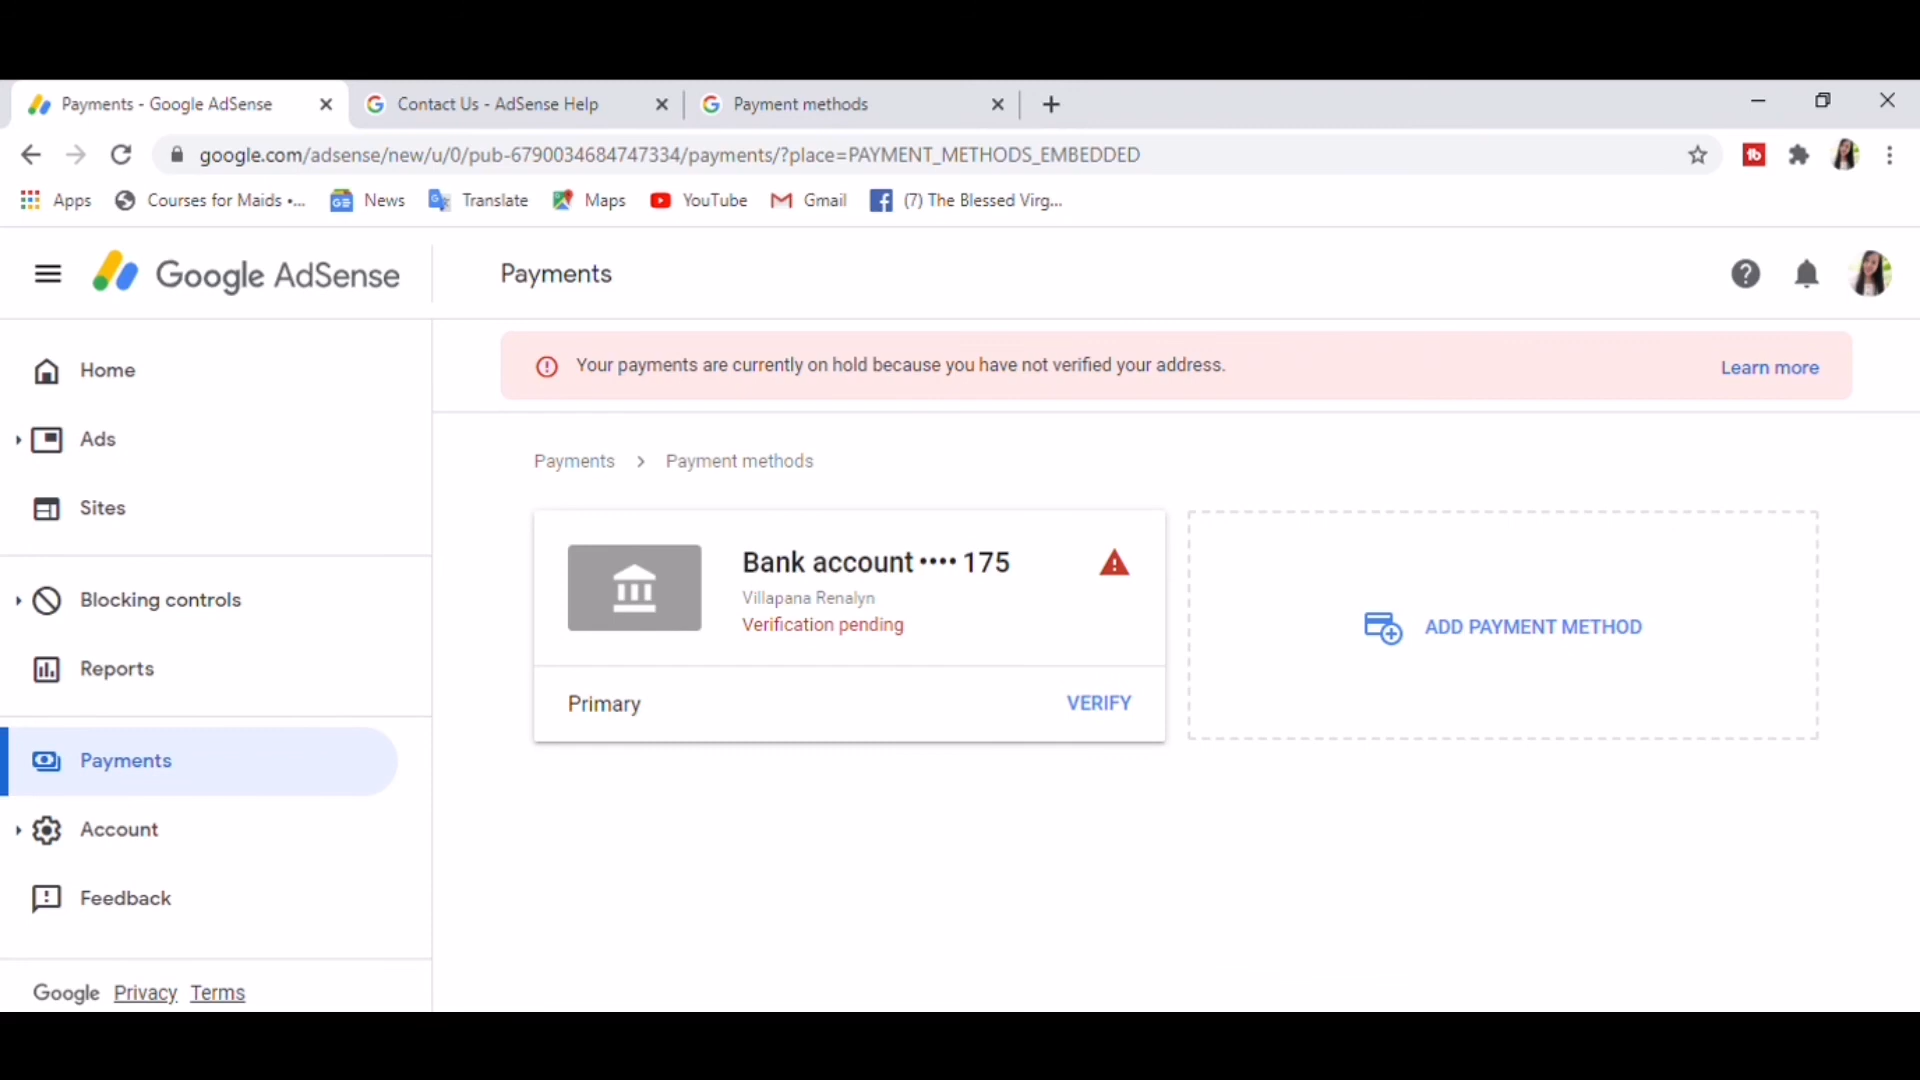 Payments - Google AdSense
Contact Us - AdSense Help
Payment methods
google.com/adsense/new/u/0/pub-6790034684747334/payments/?place=PAYMENT_METHODS_EMBEDDED
Apps
Courses for Maids •...
News
Translate
Maps
YouTube
Gmail
(7) The Blessed Virg...
Google AdSense
Payments
Your payments are currently on hold because you have not verified your address.
Learn more
Home
Ads
Sites
Blocking controls
Reports
Payments
Account
Feedback
Google Privacy Terms
Payments > Payment methods
Bank account •••• 175
Villapana Renalyn
Verification pending
Primary
VERIFY
ADD PAYMENT METHOD